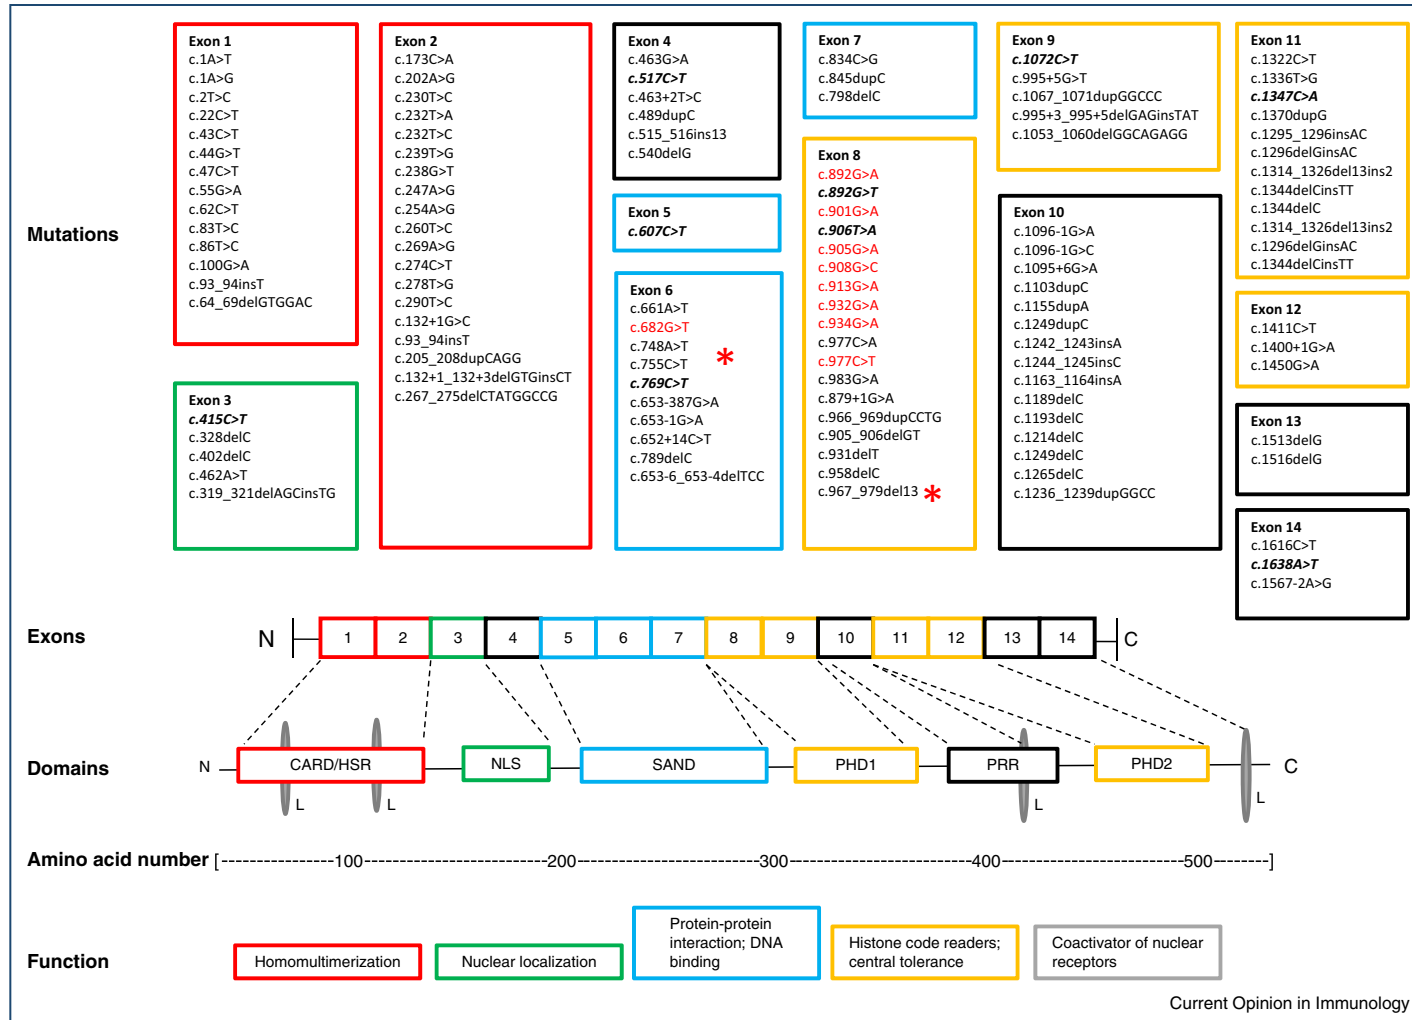 Mutations
Exon 1
c.1A>T
c.1A>G
c.2T>C
c.22C>T
c.43C>T
c.44G>T
c.47C>T
c.55G>A
c.62C>T
c.83T>C
c.86T>C
c.100G>A
c.93_94insT
c.64_69delGTGGAC
Exon 3
c.415C>T
c.328delC
c.402delC
c.462A>T
c.319_321delAGCinsTG
Exon 2
c.173C>A
c.202A>G
c.230T>C
c.232T>A
c.232T>C
c.239T>G
c.238G>T
c.247A>G
c.254A>G
c.260T>C
c.269A>G
c.274C>T
c.278T>G
c.290T>C
c.132+1G>C
c.93_94insT
c.205_208dupCAGG
c.132+1_132+3delGTGinsCT
c.267_275delCTATGGCCG
Exon 4
c.463G>A
c.517C>T
c.463+2T>C
c.489dupC
c.515_516ins13
c.540delG
Exon 5
c.607C>T
Exon 6
c.661A>T
c.682G>T
c.748A>T
c.755C>T *
c.769C>T
c.653-387G>A
c.653-1G>A
c.652+14C>T
c.789delC
c.653-6_653-4delTCC
Exon 7
c.834C>G
c.845dupC
c.798delC
Exon 8
c.892G>A
c.892G>T
c.901G>A
c.906T>A
c.905G>A
c.908G>C
c.913G>A
c.932G>A
c.934G>A
c.977C>A
c.977C>T
c.983G>A
c.879+1G>A
c.966_969dupCCTG
c.905_906delGT
c.931delT
c.958delC
c.967_979del13 *
Exon 9
c.1072C>T
c.995+5G>T
c.1067_1071dupGGCCC
c.995+3_995+5delGAGinsTAT
c.1053_1060delGGCAGAGG
Exon 10
c.1096-1G>A
c.1096-1G>C
c.1095+6G>A
c.1103dupC
c.1155dupA
c.1249dupC
c.1242_1243insA
c.1244_1245insC
c.1163_1164insA
c.1189delC
c.1193delC
c.1214delC
c.1249delC
c.1265delC
c.1236_1239dupGGCC
Exon 11
c.1322C>T
c.1336T>G
c.1347C>A
c.1370dupG
c.1295_1296insAC
c.1296delGinsAC
c.1314_1326del13ins2
c.1344delCinsTT
c.1344delC
c.1314_1326del13ins2
c.1296delGinsAC
c.1344delCinsTT
Exon 12
c.1411C>T
c.1400+1G>A
c.1450G>A
Exon 13
c.1513delG
c.1516delG
Exon 14
c.1616C>T
c.1638A>T
c.1567-2A>G
Exons N 1 2 3 4 5 6 7 8 9 10 11 12 13 14 C
Domains N CARD/HSR NLS SAND PHD1 PRR PHD2 C
L L L L
Amino acid number [-----------100-----------------200-----------------300-----------------400-----------------500--------]
Function
Homomultimerization
Nuclear localization
Protein-protein
interaction; DNA
binding
Histone code readers;
central tolerance
Coactivator of nuclear
receptors
Current Opinion in Immunology